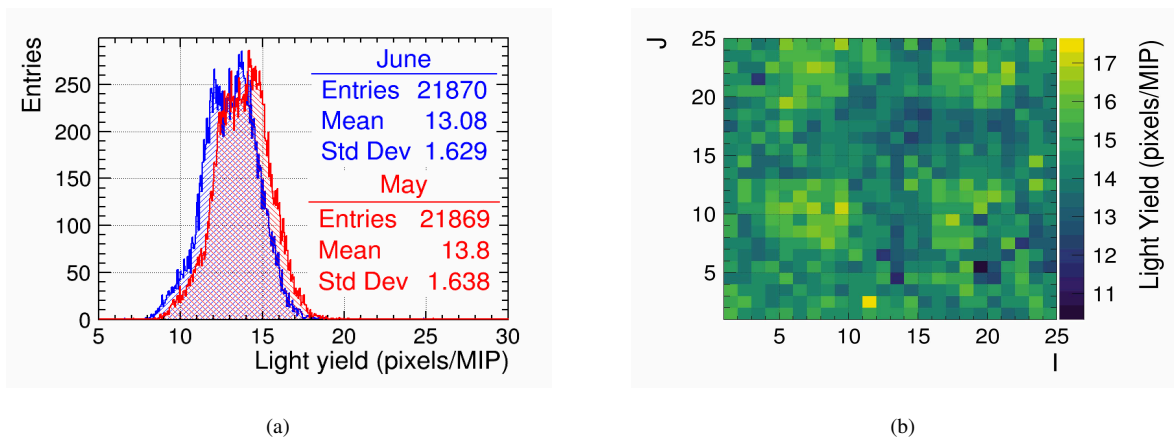 Entries
300
250
200
150
100
50
0
June
Entries 21870
Mean 13.08
Std Dev 1.629
May
Entries 21869
Mean 13.8
Std Dev 1.638
5 10 15 20 25 30
Light yield (pixels/MIP)
(a)
J
25
20
15
10
5
5 10 15 20 25
I
17
16
15
14
13
12
11
Light Yield (pixels/MIP)
(b)